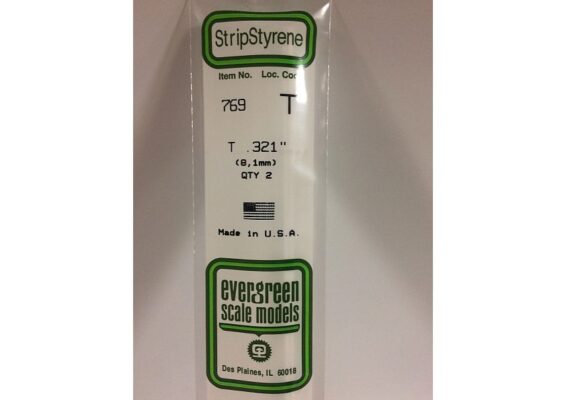 StripStyrene
Item No. Loc. Co
769 T
T .321"
(8,1mm)
QTY 2
Made in U.S.A.
evergreen
scale models
Des Plaines, IL 60018